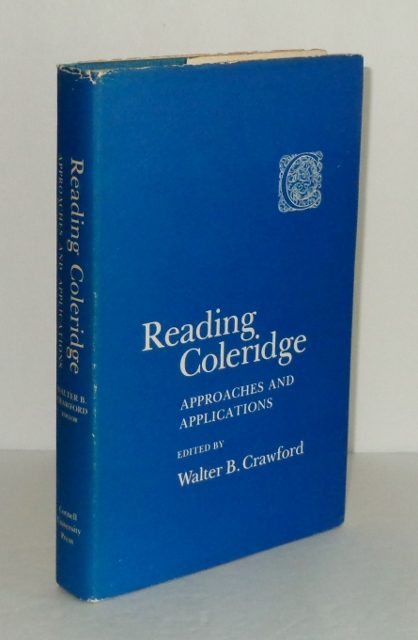 Reading Coleridge
APPROACHES AND APPLICATIONS
WALTER B.
CRAWFORD
EDITOR
Cornell
University
Press
C
Reading
Coleridge
APPROACHES AND
APPLICATIONS
EDITED BY
Walter B. Crawford